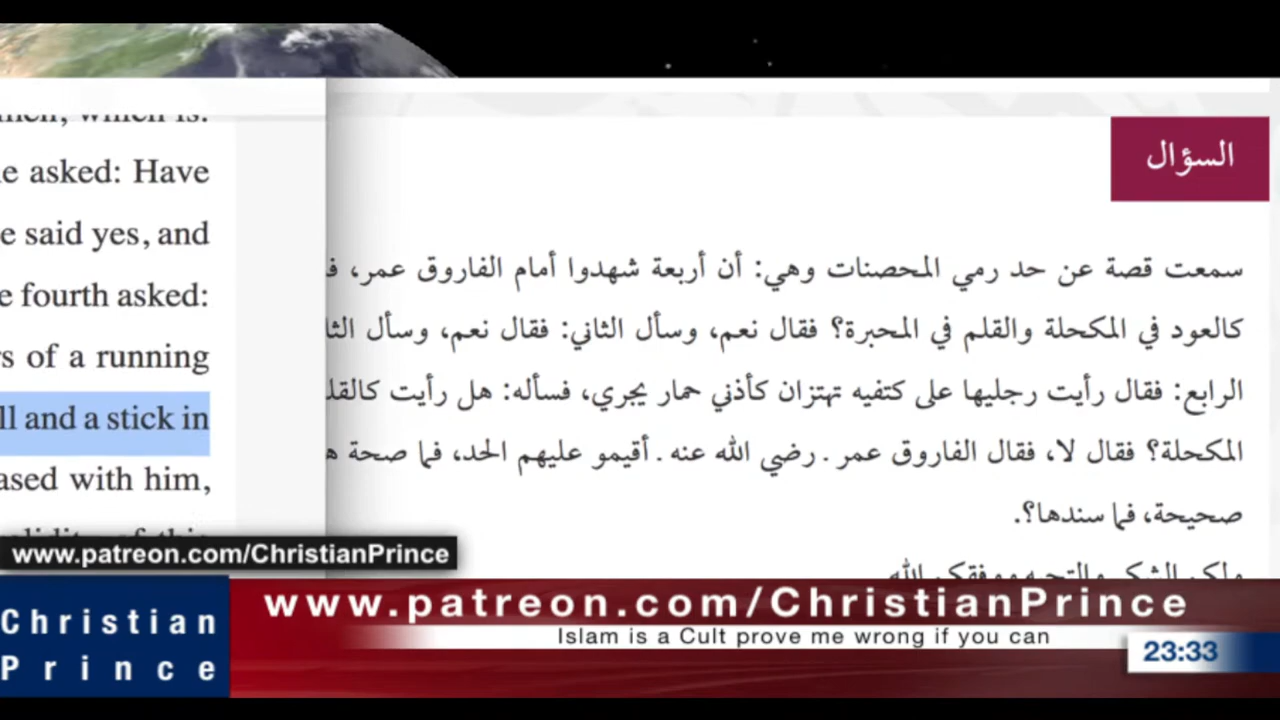 which is.
e asked: Have
e said yes, and
e fourth asked:
s of a running
ll and a stick in
ased with him,
السؤال
سمعت قصة عن حد رمي المحصنات وهي: أن أربعة شهدوا أمام الفاروق عمر، ف
كالعود في المكحلة والقلم في المحبرة؟ فقال نعم، وسأل الثاني: فقال نعم، وسأل الثا
الرابع: فقال رأيت رجليها على كتفيه تهتزان كأذني حمار يجري، فسأله: هل رأيت كالقل
المكحلة؟ فقال لا، فقال الفاروق عمر ـ رضي الله عنه ـ أقيمو عليهم الحد، فما صحة ه
صحيحة، فما سندها؟.
www.patreon.com/ChristianPrince
www.patreon.com/ChristianPrince
Islam is a Cult prove me wrong if you can
Christian
Prince
23:33